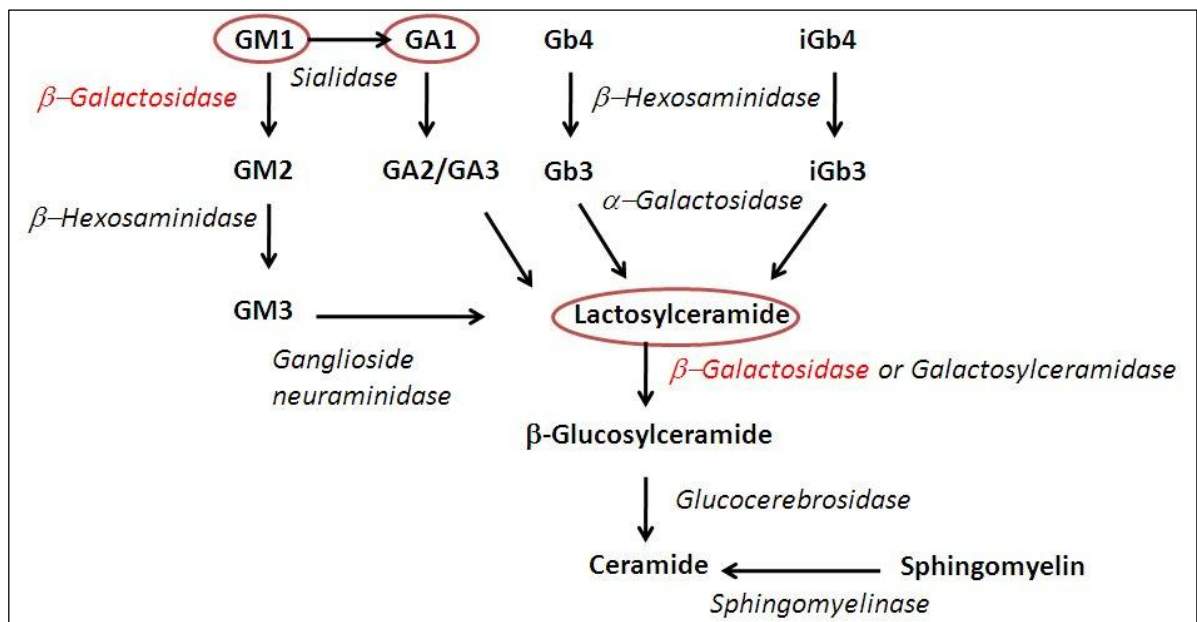 GM1 GA1 Gb4 iGb4
Sialidase
β–Galactosidase β–Hexosaminidase
GM2 GA2/GA3 Gb3 iGb3
β–Hexosaminidase α–Galactosidase
GM3 Lactosylceramide
Ganglioside
neuraminidase
β–Galactosidase or Galactosylceramidase
β-Glucosylceramide
Glucocerebrosidase
Ceramide Sphingomyelin
Sphingomyelinase